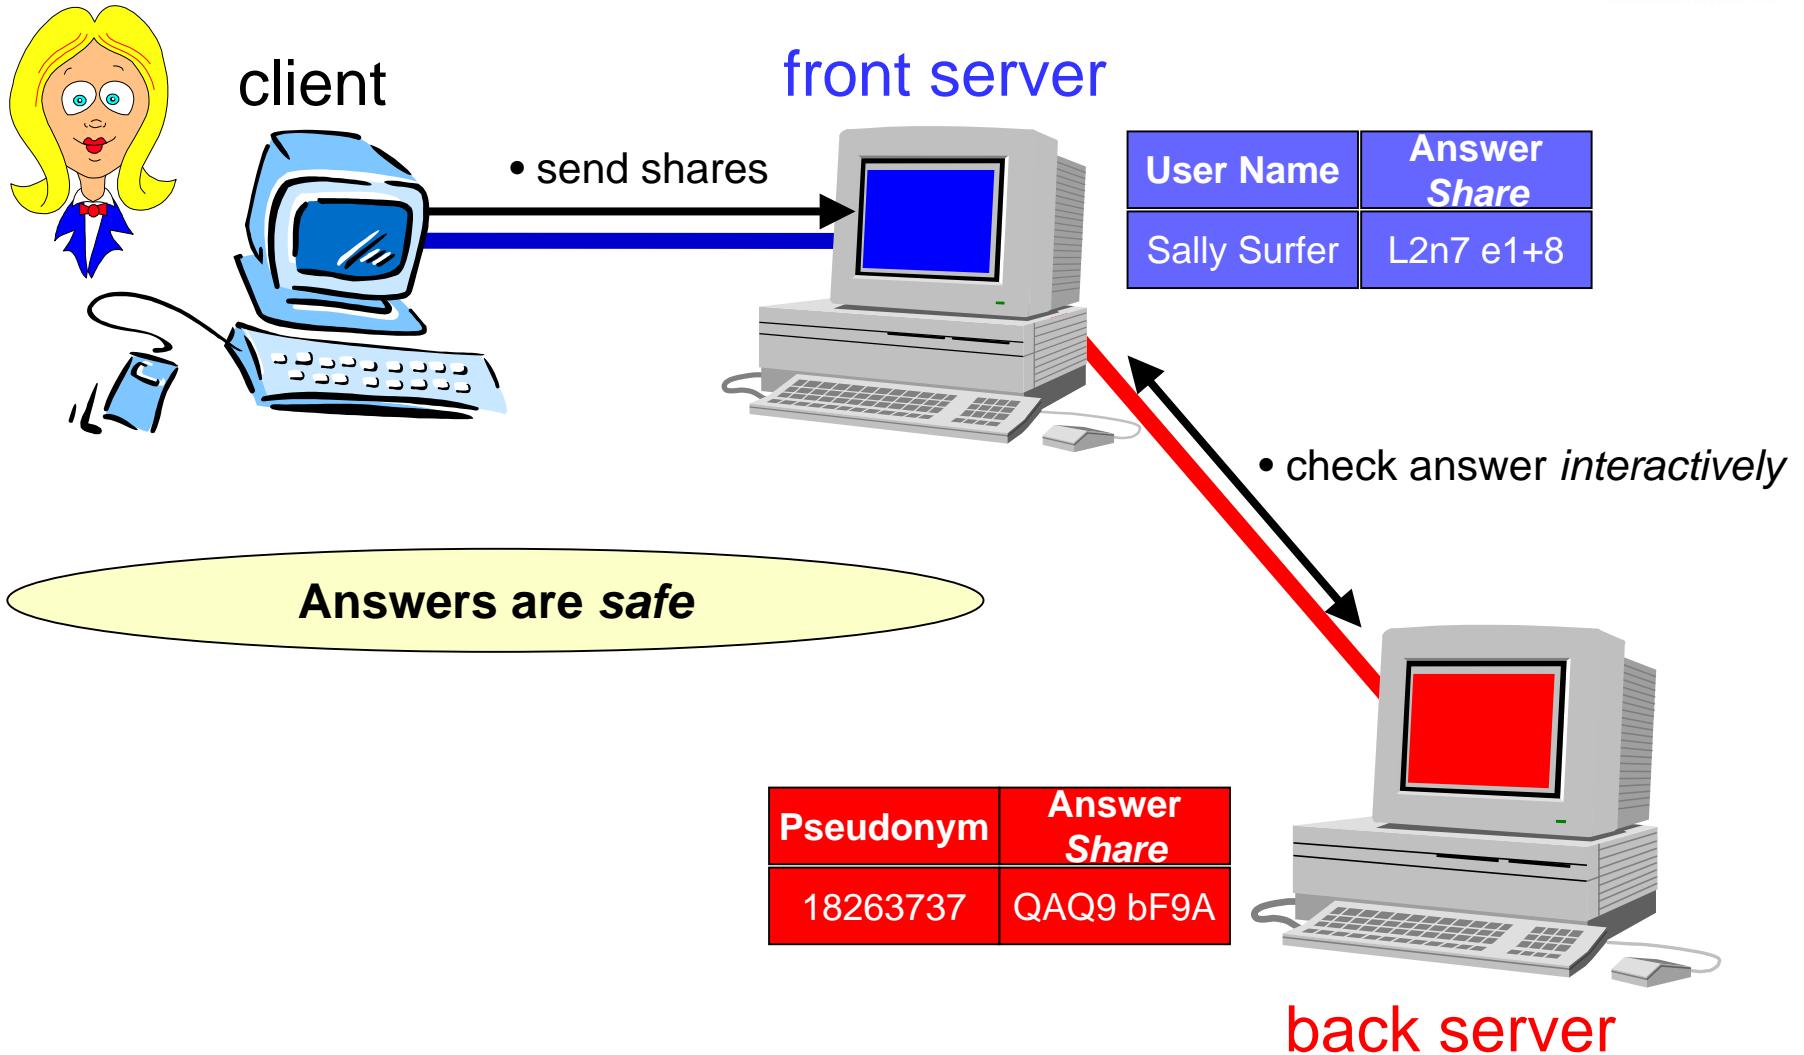 client
front server
• send shares
User Name
Answer
Share
Sally Surfer
L2n7 e1+8
• check answer interactively
Answers are safe
Pseudonym
Answer
Share
18263737
QAQ9 bF9A
back server